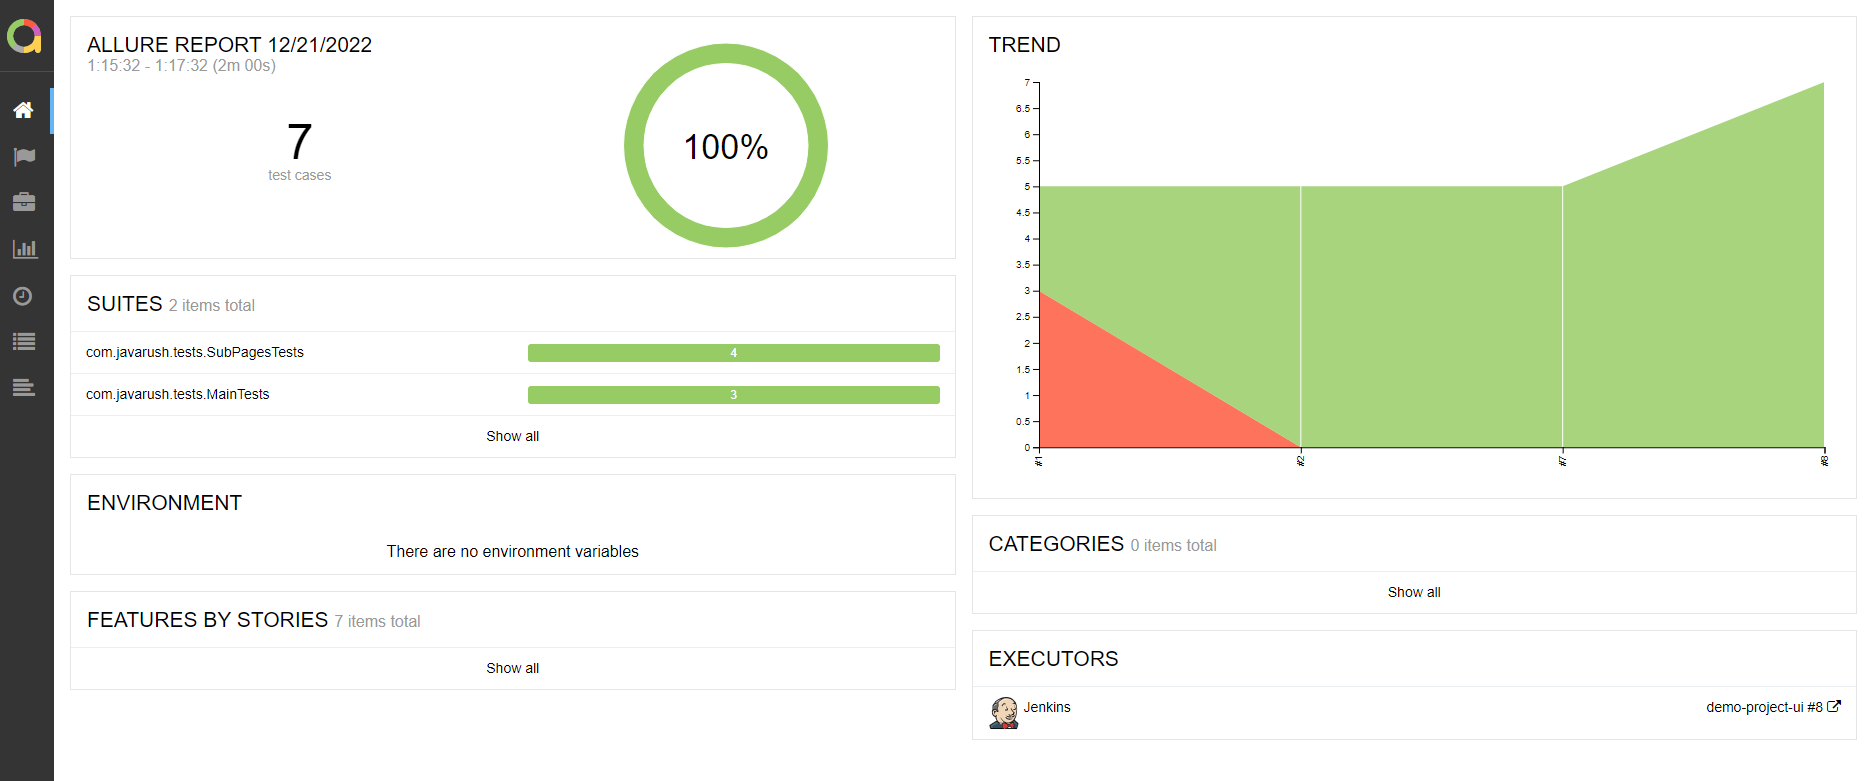 ALLURE REPORT 12/21/2022
1:15:32 - 1:17:32 (2m 00s)
7
test cases
100%
SUITES 2 items total
com.javarush.tests.SubPagesTests 4
com.javarush.tests.MainTests 3
Show all
ENVIRONMENT
There are no environment variables
FEATURES BY STORIES 7 items total
Show all
TREND
7
6.5
6
5.5
5
4.5
4
3.5
3
2.5
2
1.5
1
0.5
0
#1 #2 #7 #8
CATEGORIES 0 items total
Show all
EXECUTORS
Jenkins demo-project-ui #8